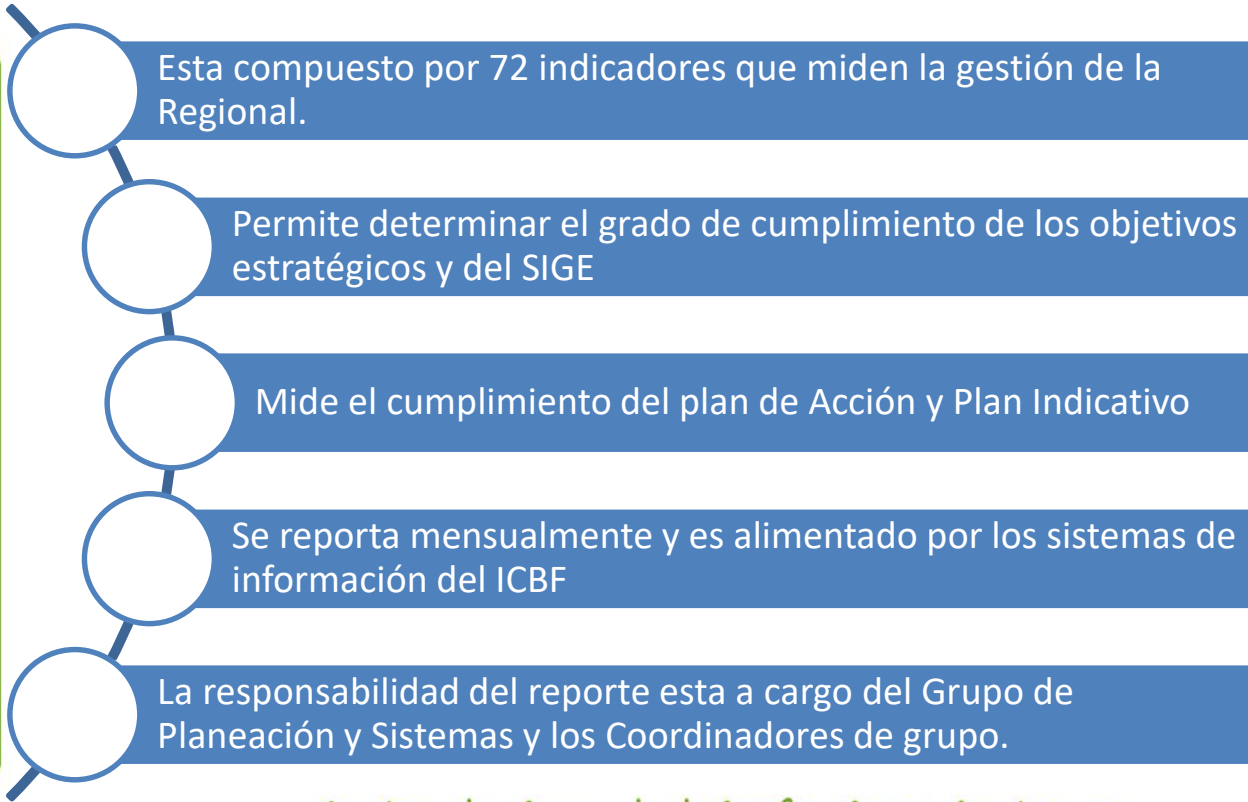 Esta compuesto por 72 indicadores que miden la gestión de la
Regional.
Permite determinar el grado de cumplimiento de los objetivos
estratégicos y del SIGE
Mide el cumplimiento del plan de Acción y Plan Indicativo
Se reporta mensualmente y es alimentado por los sistemas de
información del ICBF
La responsabilidad del reporte esta a cargo del Grupo de
Planeación y Sistemas y los Coordinadores de grupo.